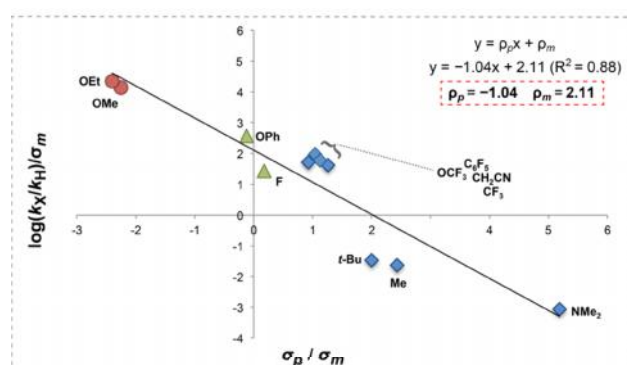 y = ρₚx + ρₘ
y = −1.04x + 2.11 (R² = 0.88)
ρₚ = −1.04 ρₘ = 2.11
log(kX/kH)/σm
6
5
4
3
2
1
0
-1
-2
-3
-4
-3
-2
-1
0
1
2
3
4
5
6
OEt
OMe
OPh
F
C₆F₅
OCF₃
CH₂CN
CF₃
t-Bu
Me
NMe₂
σp / σm